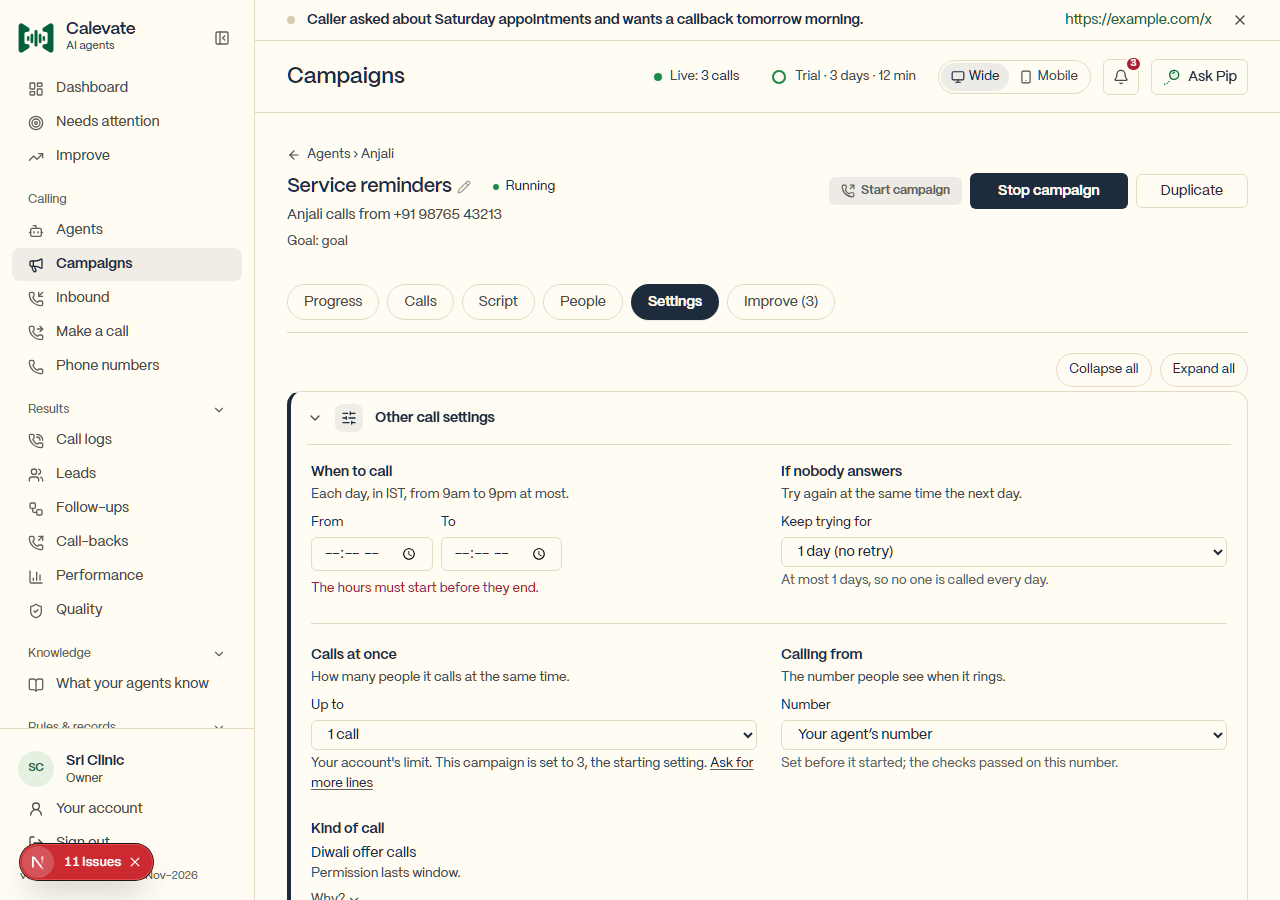 Calevate
AI agents
Dashboard
Needs attention
Improve
Calling
Agents
Campaigns
Inbound
Make a call
Phone numbers
Results
Call logs
Leads
Follow-ups
Call-backs
Performance
Quality
Knowledge
What your agents know
Rules & records
SC
Sri Clinic
Owner
Your account
Sign out
11 Issues
Nov-2026
Caller asked about Saturday appointments and wants a callback tomorrow morning.
https://example.com/x
Campaigns
Live: 3 calls
Trial · 3 days · 12 min
Wide
Mobile
3
Ask Pip
Agents › Anjali
Service reminders
Running
Start campaign
Stop campaign
Duplicate
Anjali calls from +91 98765 43213
Goal: goal
Progress
Calls
Script
People
Settings
Improve (3)
Collapse all
Expand all
Other call settings
When to call
Each day, in IST, from 9am to 9pm at most.
From
To
--:-- --
--:-- --
The hours must start before they end.
If nobody answers
Try again at the same time the next day.
Keep trying for
1 day (no retry)
At most 1 days, so no one is called every day.
Calls at once
How many people it calls at the same time.
Up to
1 call
Your account's limit. This campaign is set to 3, the starting setting. Ask for
more lines
Calling from
The number people see when it rings.
Number
Your agent’s number
Set before it started; the checks passed on this number.
Kind of call
Diwali offer calls
Permission lasts window.
Why?